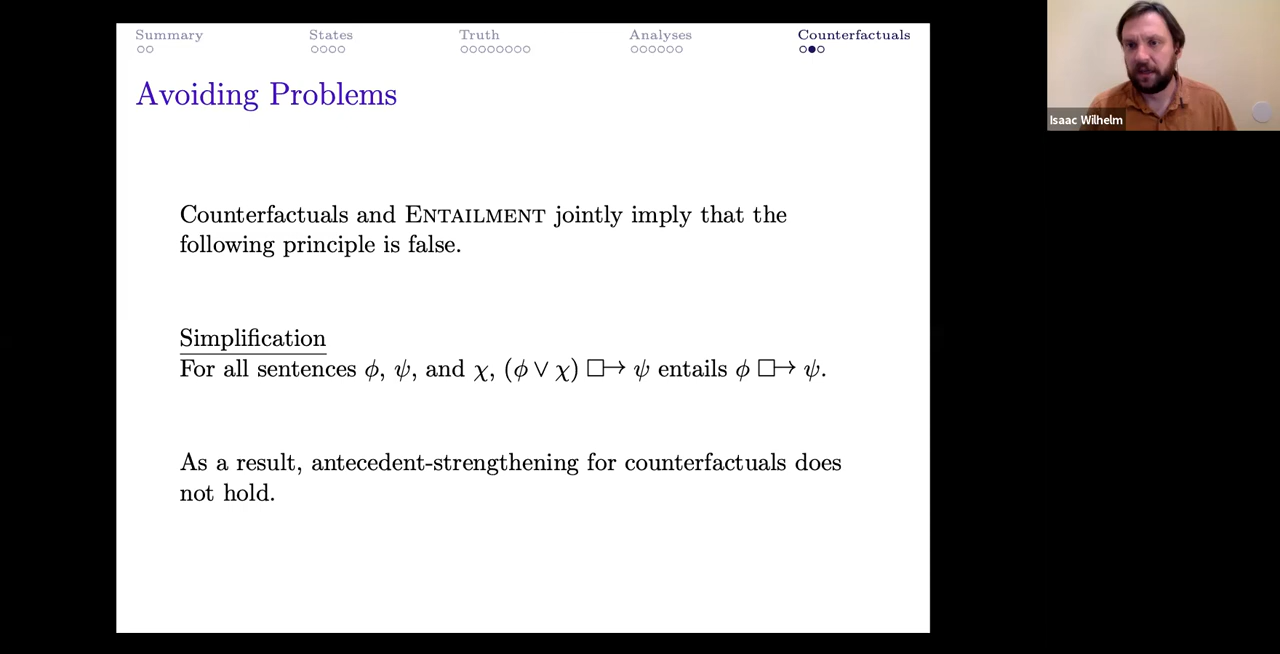 Summary States Truth Analyses Counterfactuals
Avoiding Problems
Counterfactuals and ENTAILMENT jointly imply that the
following principle is false.
Simplification
For all sentences ϕ, ψ, and χ, (ϕ ∨ χ) □→ ψ entails ϕ □→ ψ.
As a result, antecedent-strengthening for counterfactuals does
not hold.
Isaac Wilhelm